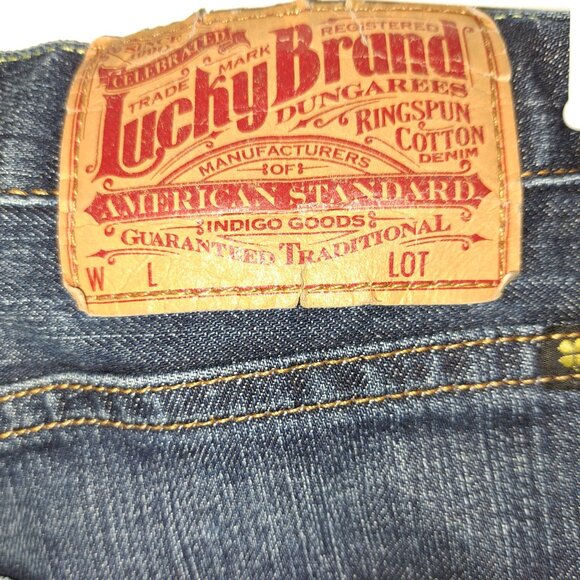 CELEBRATED
TRADE MARK REGISTERED
Lucky Brand
DUNGAREES
RINGSPUN
COTTON
DENIM
MANUFACTURERS
OF
AMERICAN STANDARD
INDIGO GOODS
GUARANTEED TRADITIONAL
W L LOT